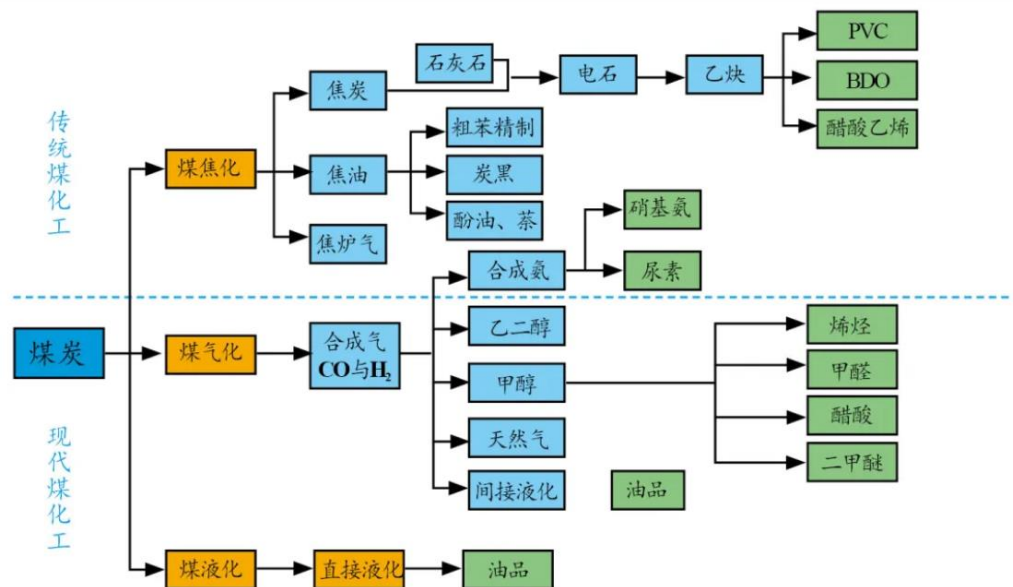 传统煤化工
石灰石
焦炭
电石
乙炔
PVC
BDO
醋酸乙烯
煤焦化
焦油
粗苯精制
炭黑
酚油、萘
焦炉气
硝基氨
合成氨
尿素
煤炭
煤气化
合成气
CO与H₂
乙二醇
甲醇
天然气
间接液化
油品
烯烃
甲醛
醋酸
二甲醚
现代煤化工
煤液化
直接液化
油品